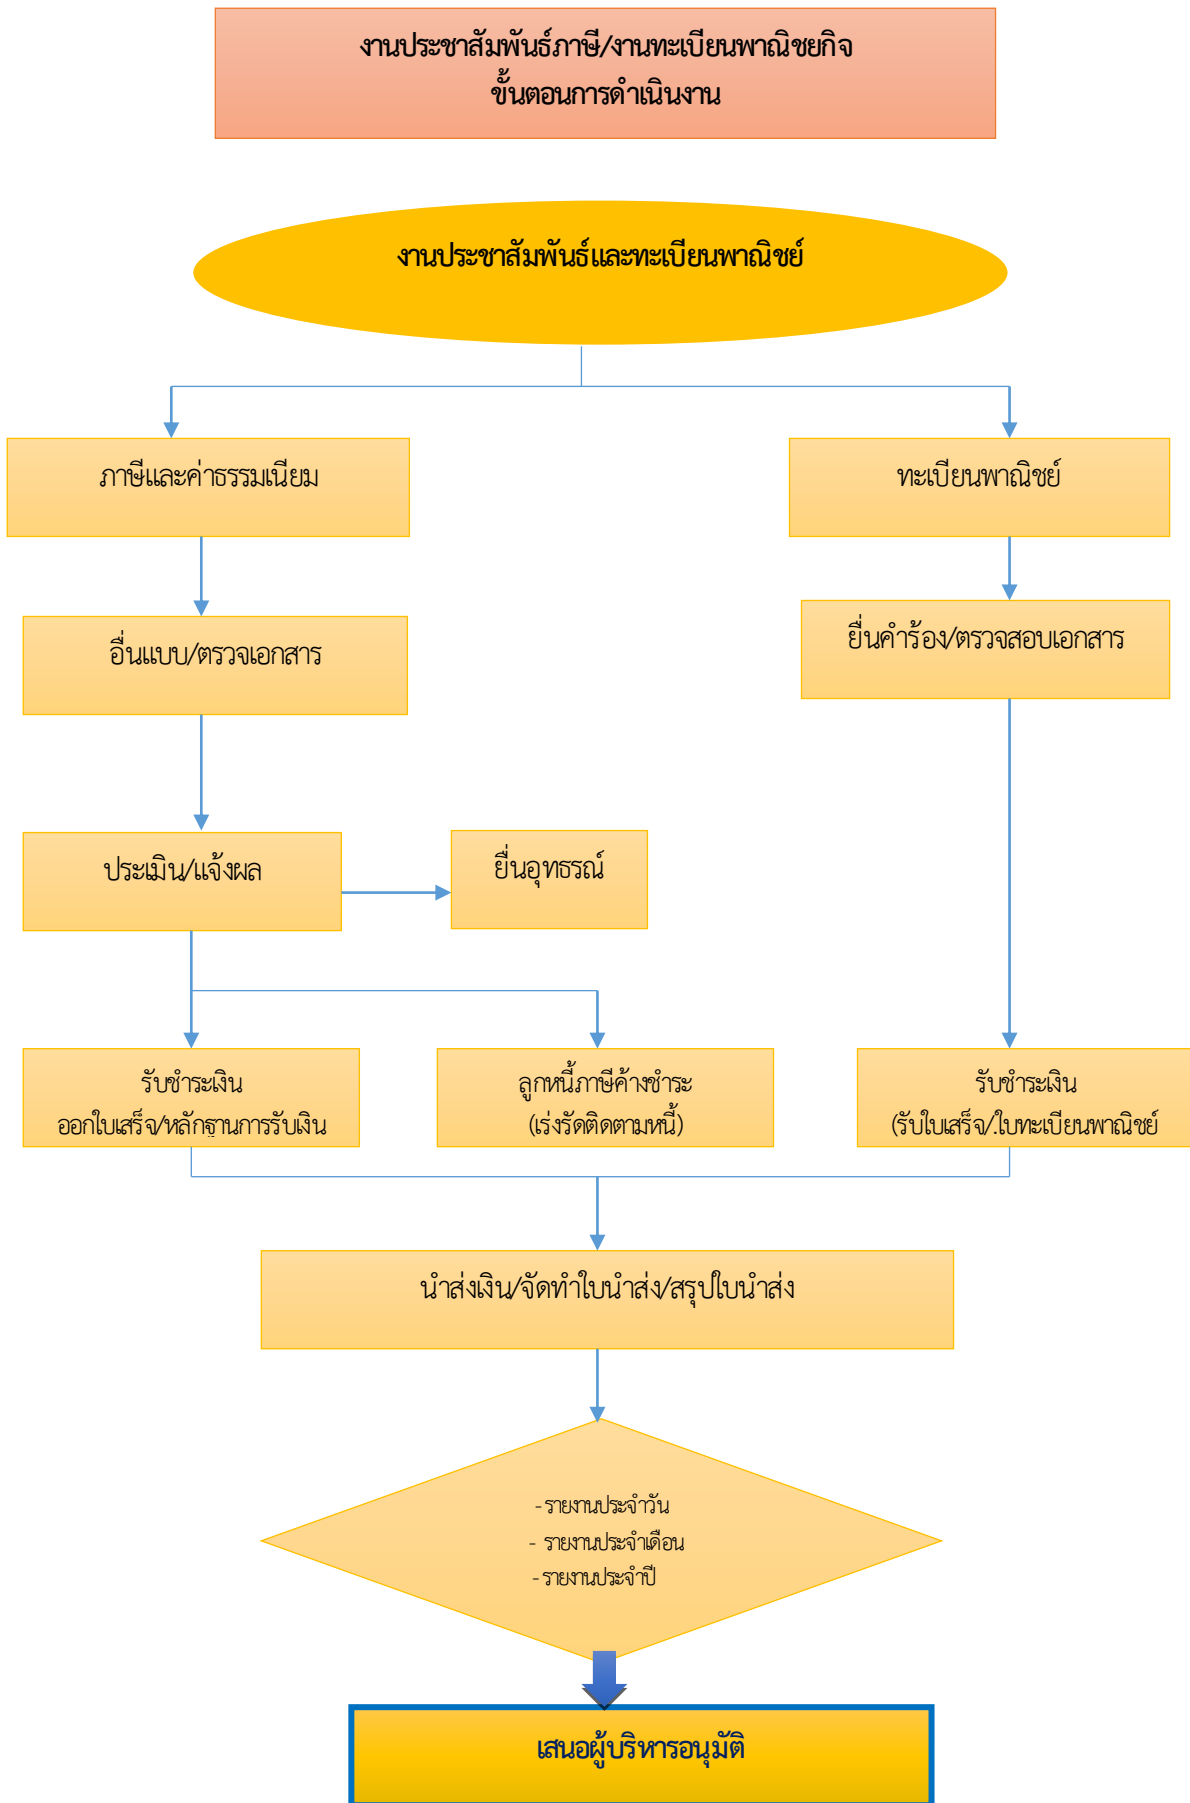 งานประชาสัมพันธ์ภาษี/งานทะเบียนพาณิชยกิจ
ขั้นตอนการดำเนินงาน
งานประชาสัมพันธ์และทะเบียนพาณิชย์
ภาษีและค่าธรรมเนียม
ทะเบียนพาณิชย์
อื่นแบบ/ตรวจเอกสาร
ยื่นคำร้อง/ตรวจสอบเอกสาร
ประเมิน/แจ้งผล
ยื่นอุทธรณ์
รับชำระเงิน
ออกใบเสร็จ/หลักฐานการรับเงิน
ลูกหนี้ภาษีค้างชำระ
(เร่งรัดติดตามหนี้)
รับชำระเงิน
(รับใบเสร็จ/.ใบทะเบียนพาณิชย์
นำส่งเงิน/จัดทำใบนำส่ง/สรุปใบนำส่ง
- รายงานประจำวัน
- รายงานประจำเดือน
- รายงานประจำปี
เสนอผู้บริหารอนุมัติ